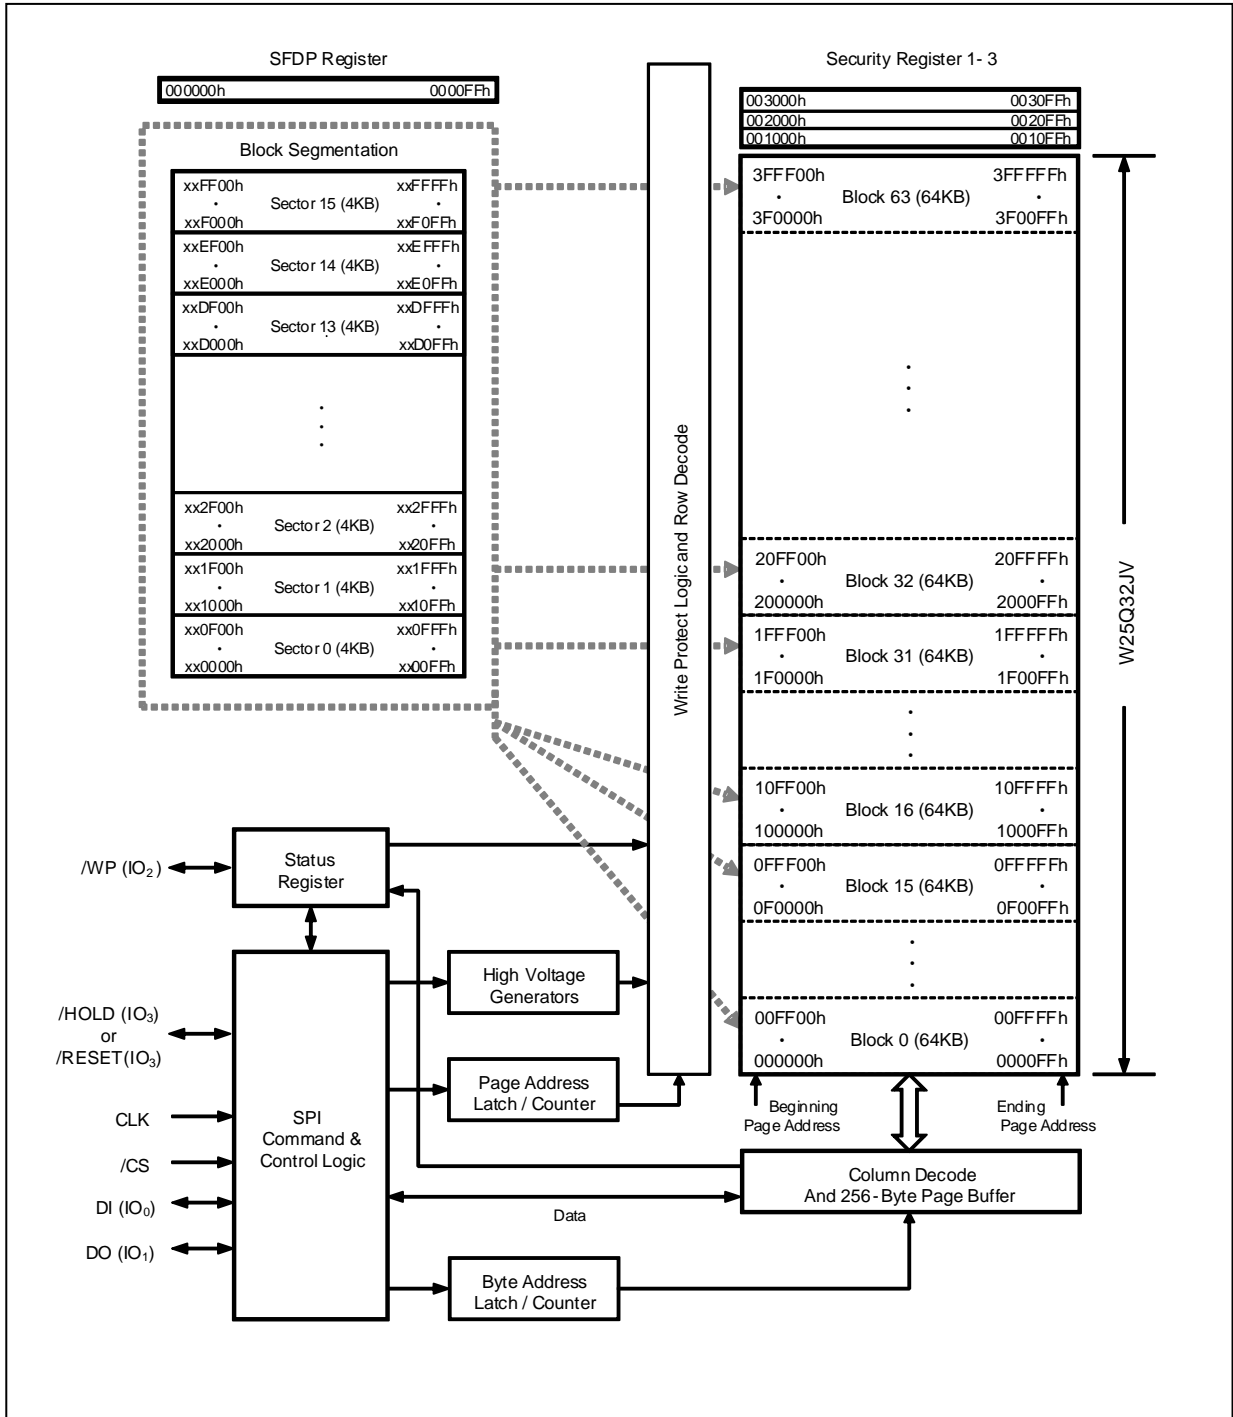 SFDP Register
000000h 0000FFh
Block Segmentation
xxFF00h xxFFFFh
Sector 15 (4KB)
xxF000h xxF0FFh
xxEF00h xxEFFFh
Sector 14 (4KB)
xxE000h xxE0FFh
xxDF00h xxDFFFh
Sector 13 (4KB)
xxD000h xxD0FFh
xx2F00h xx2FFFh
Sector 2 (4KB)
xx2000h xx20FFh
xx1F00h xx1FFFh
Sector 1 (4KB)
xx1000h xx10FFh
xx0F00h xx0FFFh
Sector 0 (4KB)
xx0000h xx00FFh
Write Protect Logic and Row Decode
Security Register 1 - 3
003000h 0030FFh
002000h 0020FFh
001000h 0010FFh
3FFF00h 3FFFFFh
Block 63 (64KB)
3F0000h 3F00FFh
20FF00h 20FFFFh
Block 32 (64KB)
200000h 2000FFh
1FFF00h 1FFFFFh
Block 31 (64KB)
1F0000h 1F00FFh
10FF00h 10FFFFh
Block 16 (64KB)
100000h 1000FFh
0FFF00h 0FFFFFh
Block 15 (64KB)
0F0000h 0F00FFh
00FF00h 00FFFFh
Block 0 (64KB)
000000h 0000FFh
W25Q32JV
Beginning
Page Address
Ending
Page Address
/WP (IO2)
Status
Register
/HOLD (IO3)
or
/RESET(IO3)
CLK
/CS
DI (IO0)
DO (IO1)
SPI
Command &
Control Logic
High Voltage
Generators
Page Address
Latch / Counter
Column Decode
And 256-Byte Page Buffer
Data
Byte Address
Latch / Counter